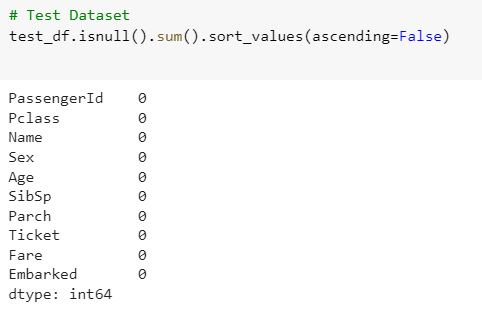 # Test Dataset
test_df.isnull().sum().sort_values(ascending=False)
PassengerId 0
Pclass 0
Name 0
Sex 0
Age 0
SibSp 0
Parch 0
Ticket 0
Fare 0
Embarked 0
dtype: int64